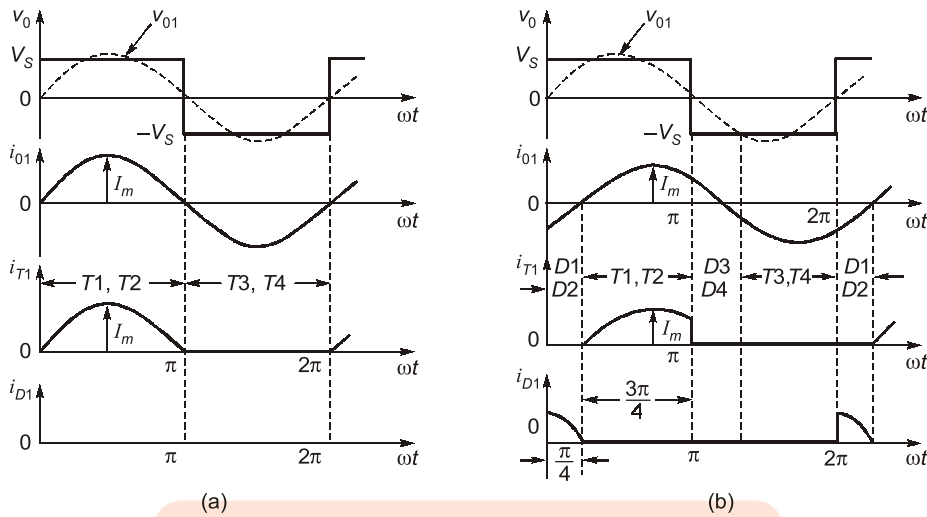 v0
v01
VS
0
ωt
–VS
i01
Im
0
ωt
iT1
T1, T2
T3, T4
Im
0
π
2π
ωt
iD1
0
π
2π
ωt
(a)
v0
v01
VS
0
ωt
–VS
i01
Im
0
π
2π
ωt
iT1
D1
D2
T1, T2
D3
D4
T3, T4
D1
D2
Im
0
π
ωt
iD1
3π/4
0
π/4
π
2π
ωt
(b)